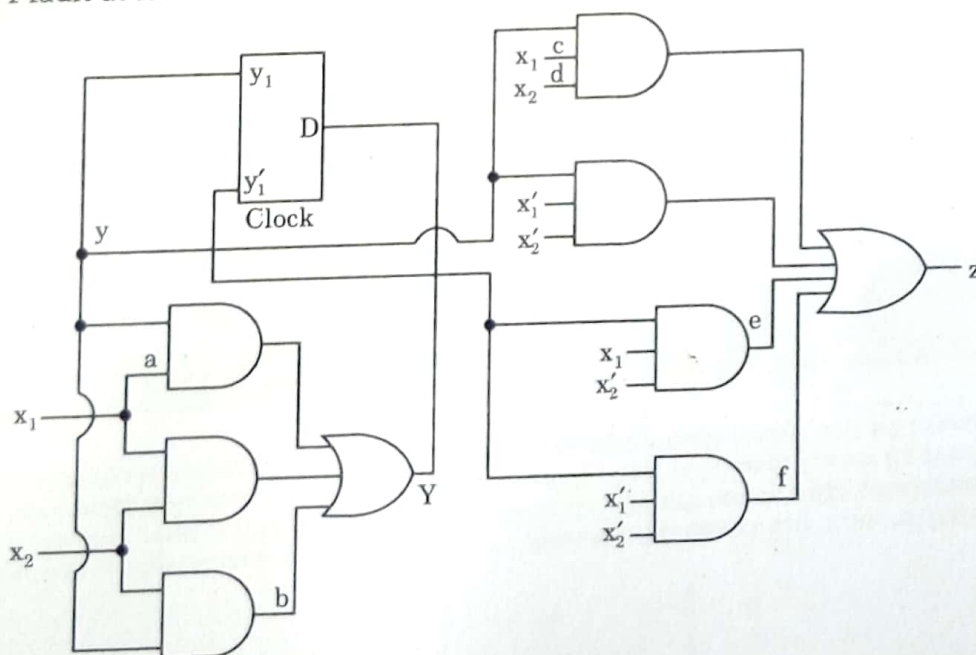 c
x₁
d
x₂
y₁
D
y₁′
Clock
x₁′
x₂′
y
z
e
x₁
x₂′
a
x₁
f
x₁′
x₂′
Y
x₂
b